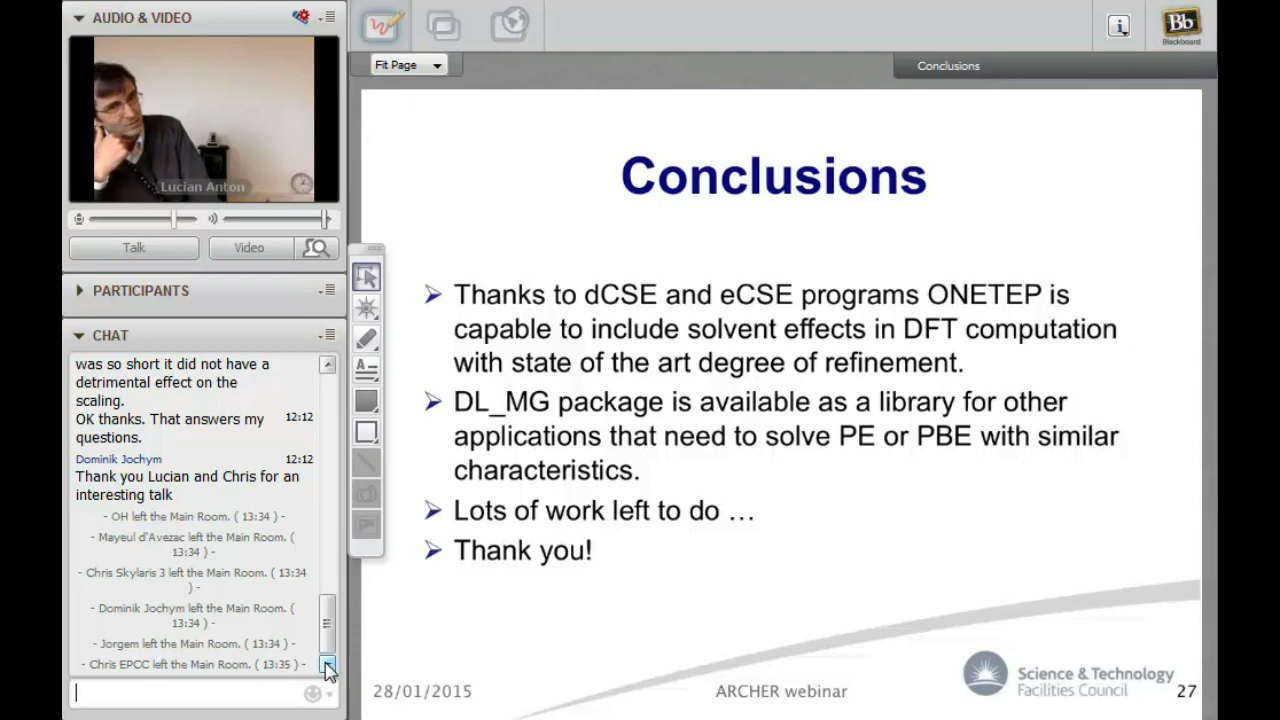 AUDIO & VIDEO
Lucian Anton
Talk
Video
PARTICIPANTS
CHAT
was so short it did not have a
detrimental effect on the
scaling.
OK thanks. That answers my 12:12
questions.
Dominik Jochym 12:12
Thank you Lucian and Chris for an
interesting talk
- OH left the Main Room. ( 13:34 ) -
- Mayeul d'Avezac left the Main Room. (
13:34 ) -
- Chris Skylaris 3 left the Main Room. ( 13:34
) -
- Dominik Jochym left the Main Room. (
13:34 ) -
- Jorgem left the Main Room. ( 13:34 ) -
- Chris EPCC left the Main Room. ( 13:35 ) -
Fit Page
Conclusions
Bb
Blackboard
Conclusions
Thanks to dCSE and eCSE programs ONETEP is
capable to include solvent effects in DFT computation
with state of the art degree of refinement.
DL_MG package is available as a library for other
applications that need to solve PE or PBE with similar
characteristics.
Lots of work left to do …
Thank you!
28/01/2015
ARCHER webinar
Science & Technology
Facilities Council
27